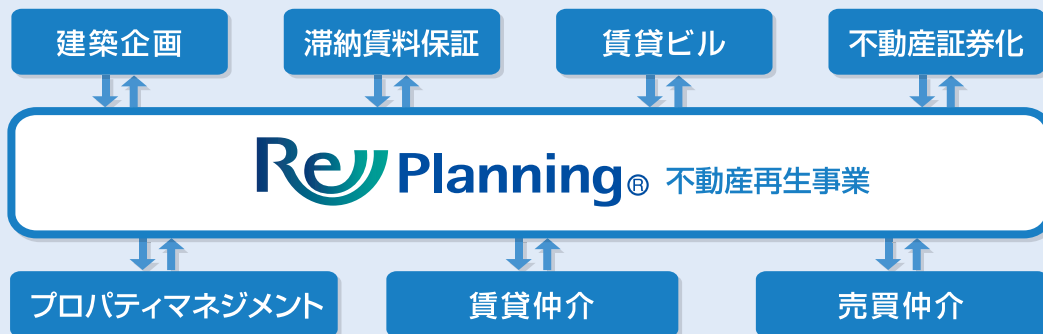 建築企画
滞納賃料保証
賃貸ビル
不動産証券化
Re Planning® 不動産再生事業
プロパティマネジメント
賃貸仲介
売買仲介